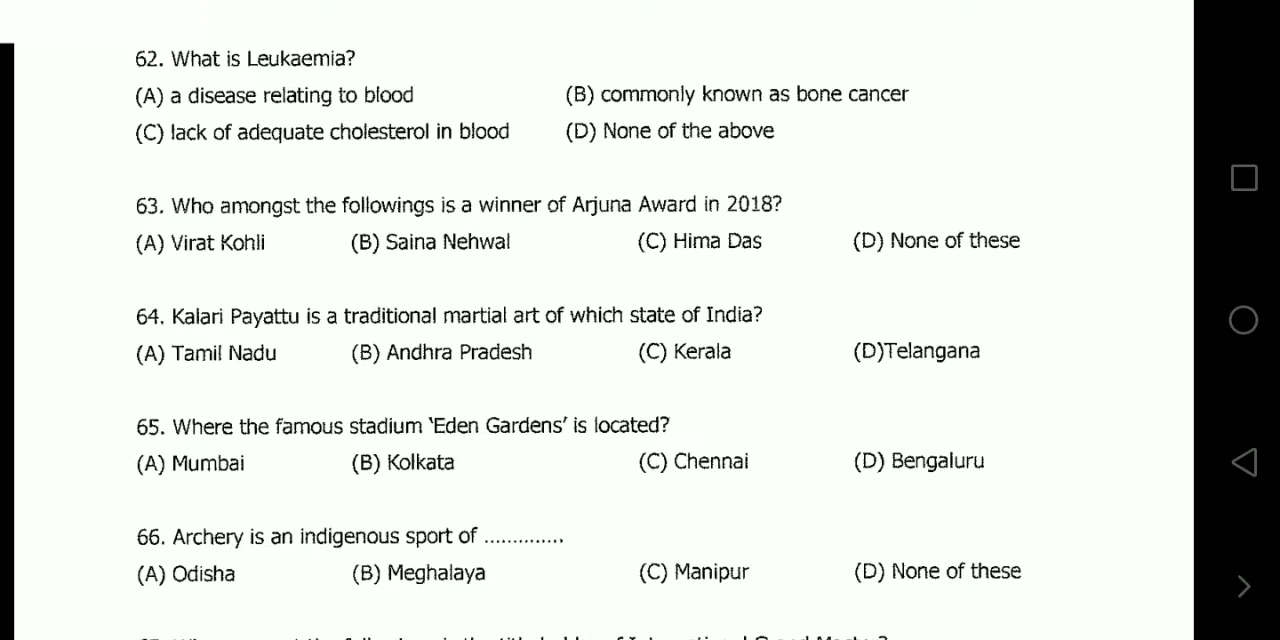 62. What is Leukaemia?
(A) a disease relating to blood (B) commonly known as bone cancer
(C) lack of adequate cholesterol in blood (D) None of the above
63. Who amongst the followings is a winner of Arjuna Award in 2018?
(A) Virat Kohli (B) Saina Nehwal (C) Hima Das (D) None of these
64. Kalari Payattu is a traditional martial art of which state of India?
(A) Tamil Nadu (B) Andhra Pradesh (C) Kerala (D)Telangana
65. Where the famous stadium ‘Eden Gardens’ is located?
(A) Mumbai (B) Kolkata (C) Chennai (D) Bengaluru
66. Archery is an indigenous sport of ..............
(A) Odisha (B) Meghalaya (C) Manipur (D) None of these